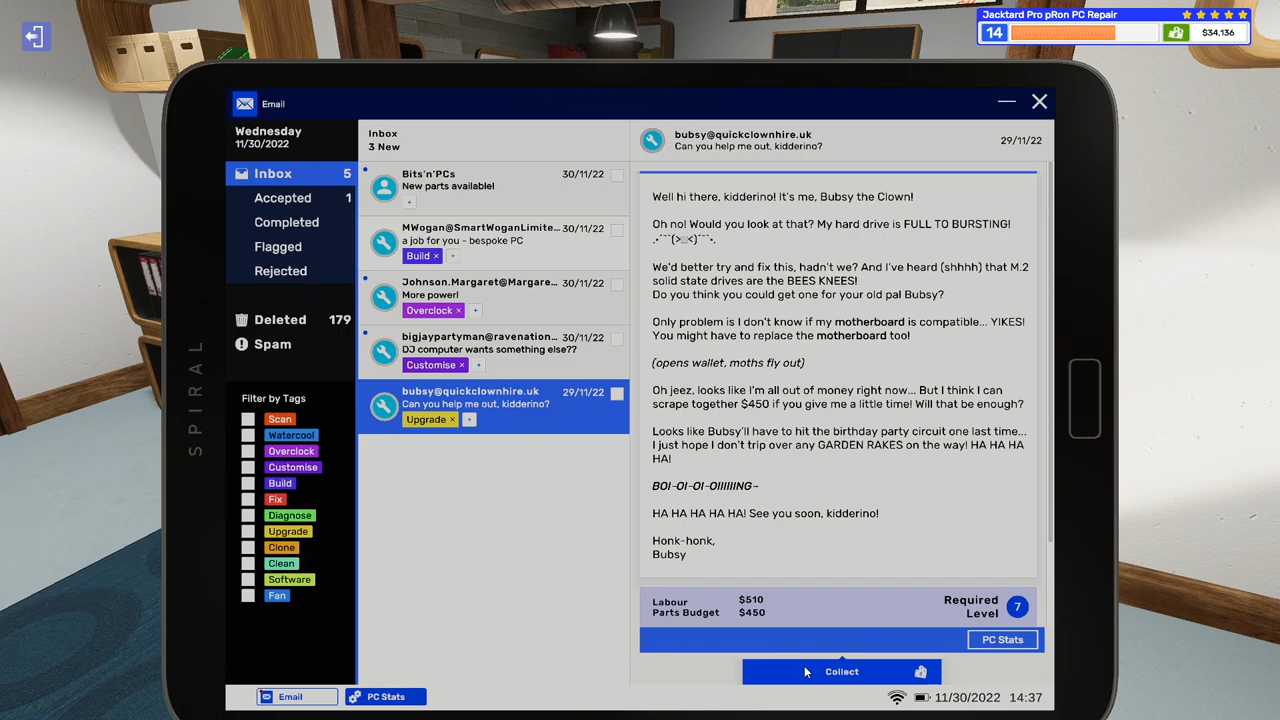 Jacktard Pro pRon PC Repair
14
$34,136
Email
Wednesday
11/30/2022
Inbox 5
Accepted 1
Completed
Flagged
Rejected
Deleted 179
Spam
Filter by Tags
Scan
Watercool
Overclock
Customise
Build
Fix
Diagnose
Upgrade
Clone
Clean
Software
Fan
SPIRAL
Inbox
3 New
Bits'n'PCs 30/11/22
New parts available!
+
MWogan@SmartWoganLimite... 30/11/22
a job for you - bespoke PC
Build × +
Johnson.Margaret@Margare... 30/11/22
More power!
Overclock × +
bigjaypartyman@ravenation... 30/11/22
DJ computer wants something else??
Customise × +
bubsy@quickclownhire.uk 29/11/22
Can you help me out, kidderino?
Upgrade × +
bubsy@quickclownhire.uk
Can you help me out, kidderino?
29/11/22
Well hi there, kidderino! It's me, Bubsy the Clown!
Oh no! Would you look at that? My hard drive is FULL TO BURSTING!
We'd better try and fix this, hadn't we? And I've heard (shhhh) that M.2
solid state drives are the BEES KNEES!
Do you think you could get one for your old pal Bubsy?
Only problem is I don't know if my motherboard is compatible... YIKES!
You might have to replace the motherboard too!
(opens wallet, moths fly out)
Oh jeez, looks like I'm all out of money right now... But I think I can
scrape together $450 if you give me a little time! Will that be enough?
Looks like Bubsy'll have to hit the birthday party circuit one last time...
I just hope I don't trip over any GARDEN RAKES on the way! HA HA HA
HA!
BOI-OI-OI-OIIIIING~
HA HA HA HA HA! See you soon, kidderino!
Honk-honk,
Bubsy
Labour $510
Parts Budget $450
Required
Level 7
PC Stats
Collect
Email
PC Stats
11/30/2022 14:37